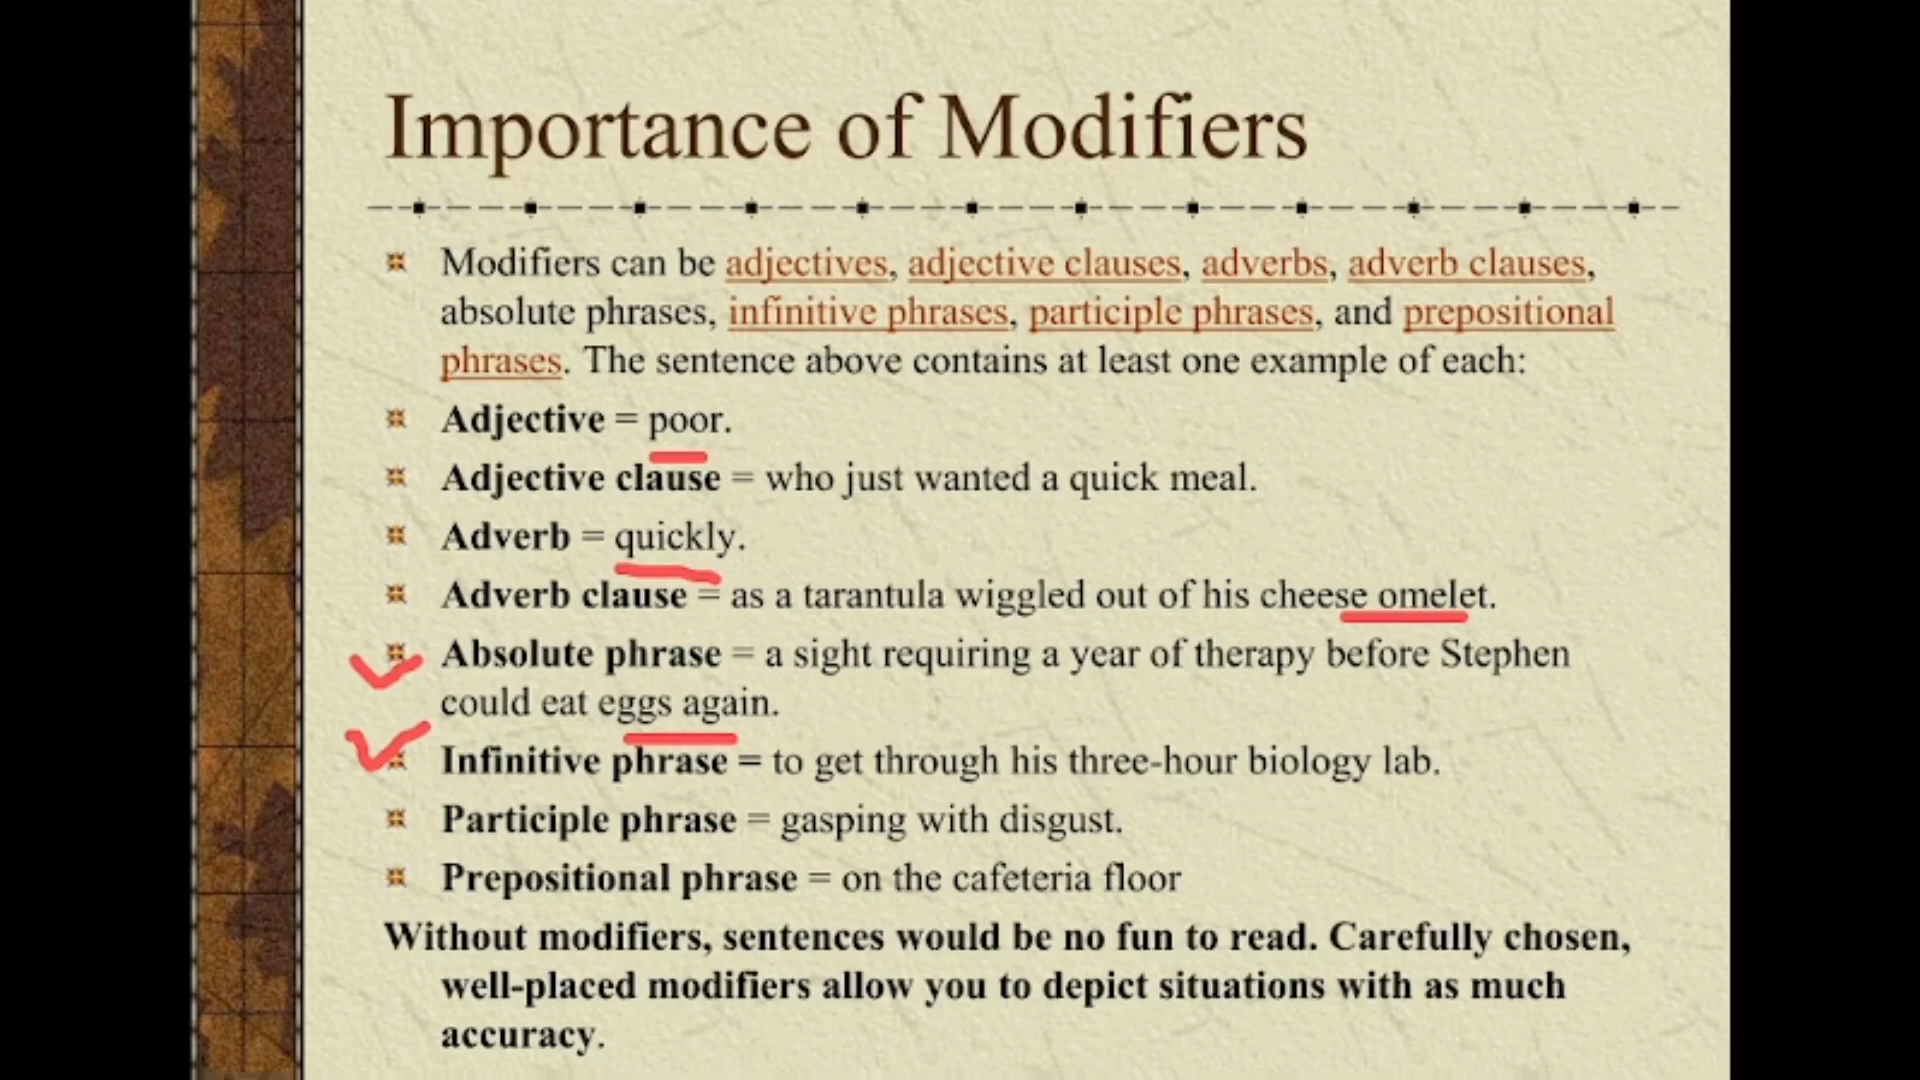 Importance of Modifiers
Modifiers can be adjectives, adjective clauses, adverbs, adverb clauses,
absolute phrases, infinitive phrases, participle phrases, and prepositional
phrases. The sentence above contains at least one example of each:
Adjective = poor.
Adjective clause = who just wanted a quick meal.
Adverb = quickly.
Adverb clause = as a tarantula wiggled out of his cheese omelet.
Absolute phrase = a sight requiring a year of therapy before Stephen
could eat eggs again.
Infinitive phrase = to get through his three-hour biology lab.
Participle phrase = gasping with disgust.
Prepositional phrase = on the cafeteria floor
Without modifiers, sentences would be no fun to read. Carefully chosen,
well-placed modifiers allow you to depict situations with as much
accuracy.